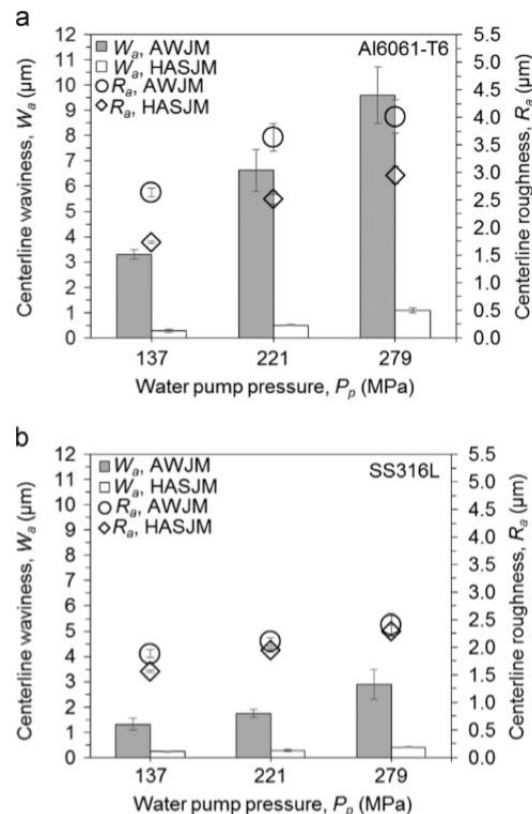 a
Al6061-T6
Wa, AWJM
Wa, HASJM
Ra, AWJM
Ra, HASJM
12
11
10
9
8
7
6
5
4
3
2
1
0
Centerline waviness, Wa (µm)
5.5
5.0
4.5
4.0
3.5
3.0
2.5
2.0
1.5
1.0
0.5
0.0
Centerline roughness, Ra (µm)
137 221 279
Water pump pressure, Pp (MPa)
b
SS316L
Wa, AWJM
Wa, HASJM
Ra, AWJM
Ra, HASJM
12
11
10
9
8
7
6
5
4
3
2
1
0
Centerline waviness, Wa (µm)
5.5
5.0
4.5
4.0
3.5
3.0
2.5
2.0
1.5
1.0
0.5
0.0
Centerline roughness, Ra (µm)
137 221 279
Water pump pressure, Pp (MPa)